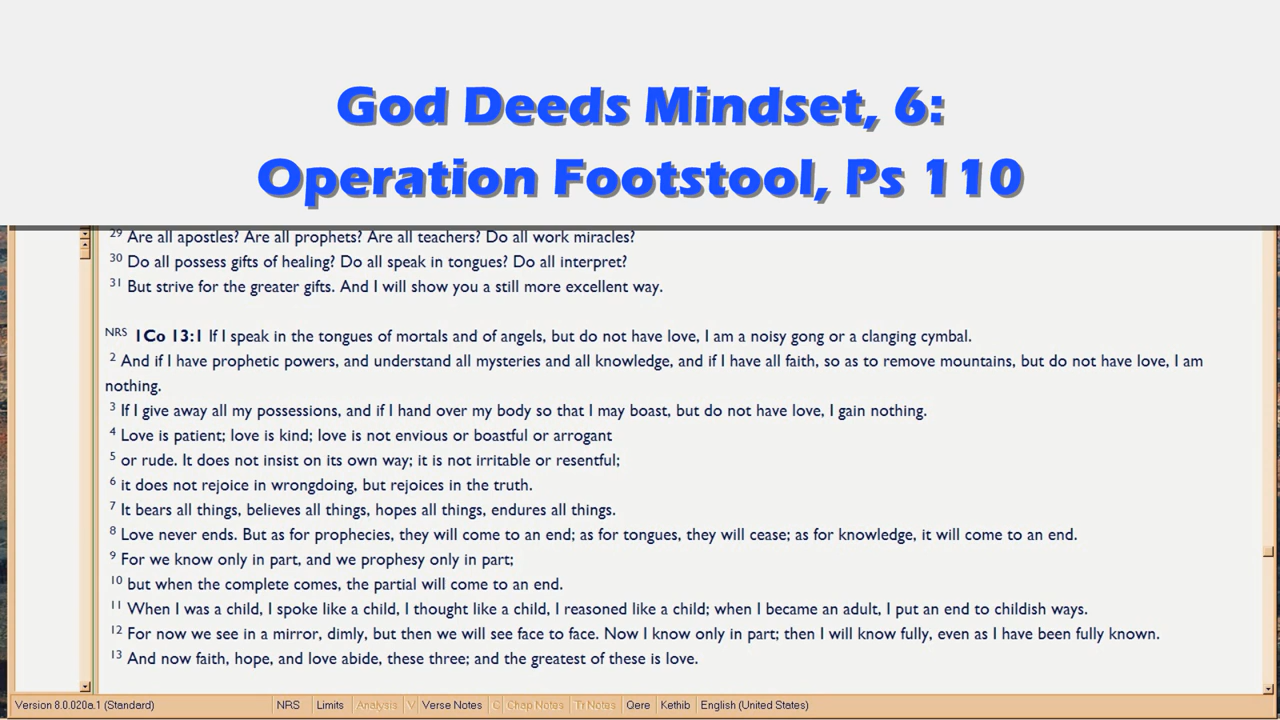 God Deeds Mindset, 6:
Operation Footstool, Ps 110
29 Are all apostles? Are all prophets? Are all teachers? Do all work miracles?
30 Do all possess gifts of healing? Do all speak in tongues? Do all interpret?
31 But strive for the greater gifts. And I will show you a still more excellent way.
NRS 1Co 13:1 If I speak in the tongues of mortals and of angels, but do not have love, I am a noisy gong or a clanging cymbal.
2 And if I have prophetic powers, and understand all mysteries and all knowledge, and if I have all faith, so as to remove mountains, but do not have love, I am
nothing.
3 If I give away all my possessions, and if I hand over my body so that I may boast, but do not have love, I gain nothing.
4 Love is patient; love is kind; love is not envious or boastful or arrogant
5 or rude. It does not insist on its own way; it is not irritable or resentful;
6 it does not rejoice in wrongdoing, but rejoices in the truth.
7 It bears all things, believes all things, hopes all things, endures all things.
8 Love never ends. But as for prophecies, they will come to an end; as for tongues, they will cease; as for knowledge, it will come to an end.
9 For we know only in part, and we prophesy only in part;
10 but when the complete comes, the partial will come to an end.
11 When I was a child, I spoke like a child, I thought like a child, I reasoned like a child; when I became an adult, I put an end to childish ways.
12 For now we see in a mirror, dimly, but then we will see face to face. Now I know only in part; then I will know fully, even as I have been fully known.
13 And now faith, hope, and love abide, these three; and the greatest of these is love.
Version 8.0.020a.1 (Standard) NRS Limits Analysis V Verse Notes C Chap Notes Tr Notes Qere Kethib English (United States)